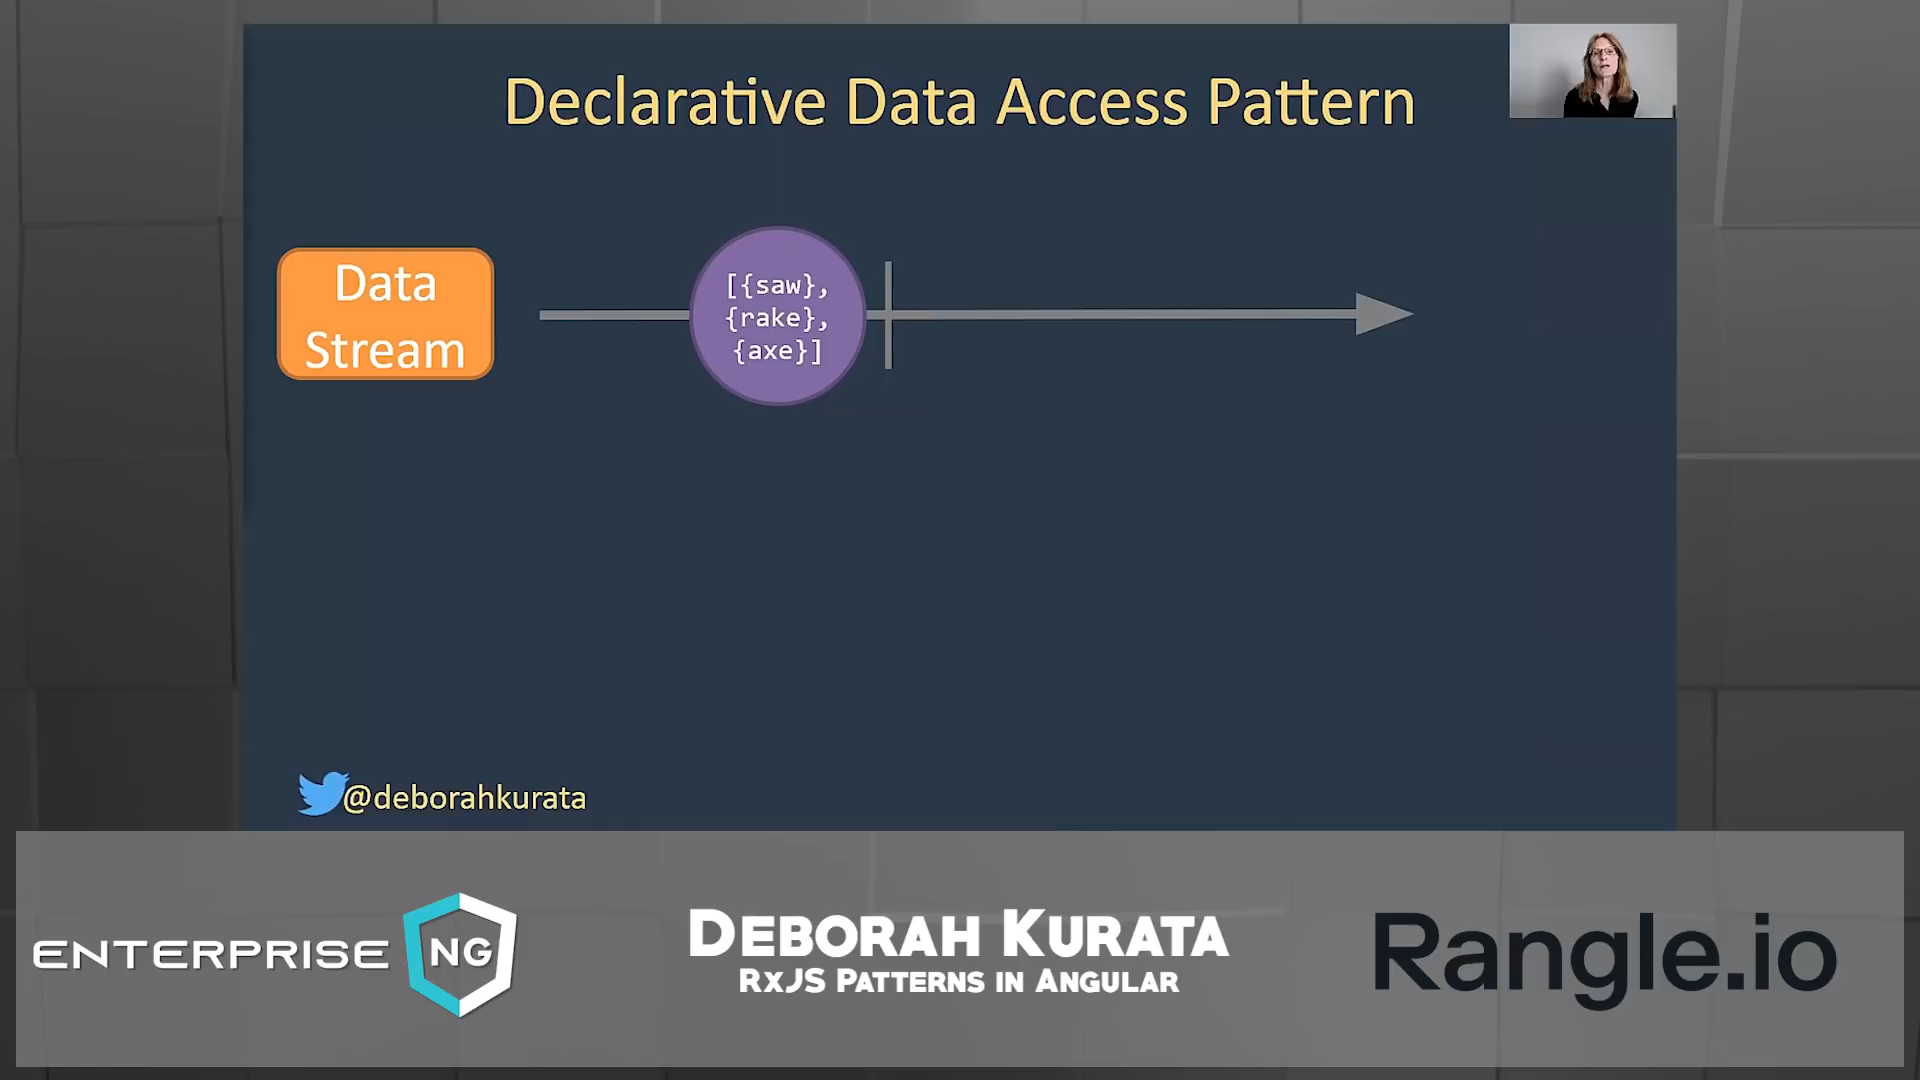 Declarative Data Access Pattern
Data
Stream
[{saw},
{rake},
{axe}]
@deborahkurata
ENTERPRISE NG
DEBORAH KURATA
RXJS PATTERNS IN ANGULAR
Rangle.io